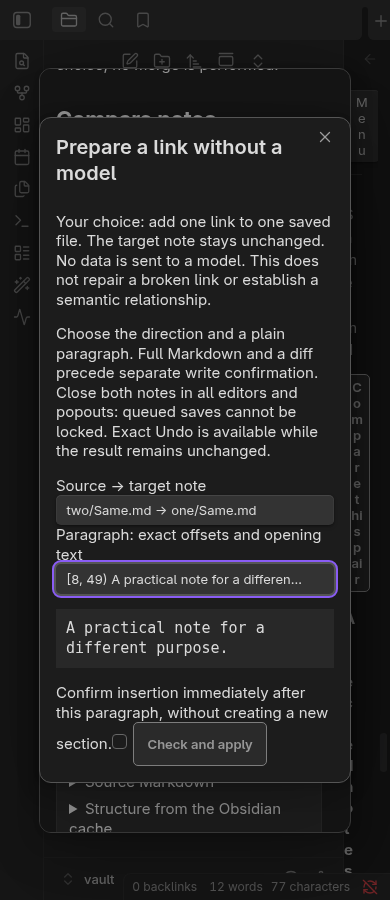 Prepare a link without a
model
Your choice: add one link to one saved
file. The target note stays unchanged.
No data is sent to a model. This does
not repair a broken link or establish a
semantic relationship.
Choose the direction and a plain
paragraph. Full Markdown and a diff
precede separate write confirmation.
Close both notes in all editors and
popouts: queued saves cannot be
locked. Exact Undo is available while
the result remains unchanged.
Source → target note
two/Same.md → one/Same.md
Paragraph: exact offsets and opening
text
[8, 49) A practical note for a differen...
A practical note for a
different purpose.
Confirm insertion immediately after
this paragraph, without creating a new
section.
Check and apply
Source Markdown
▶ Structure from the Obsidian
cache
vault
0 backlinks 12 words 77 characters
M
e
n
u
C
o
m
p
a
r
e
t
h
i
s
p
a
i
r